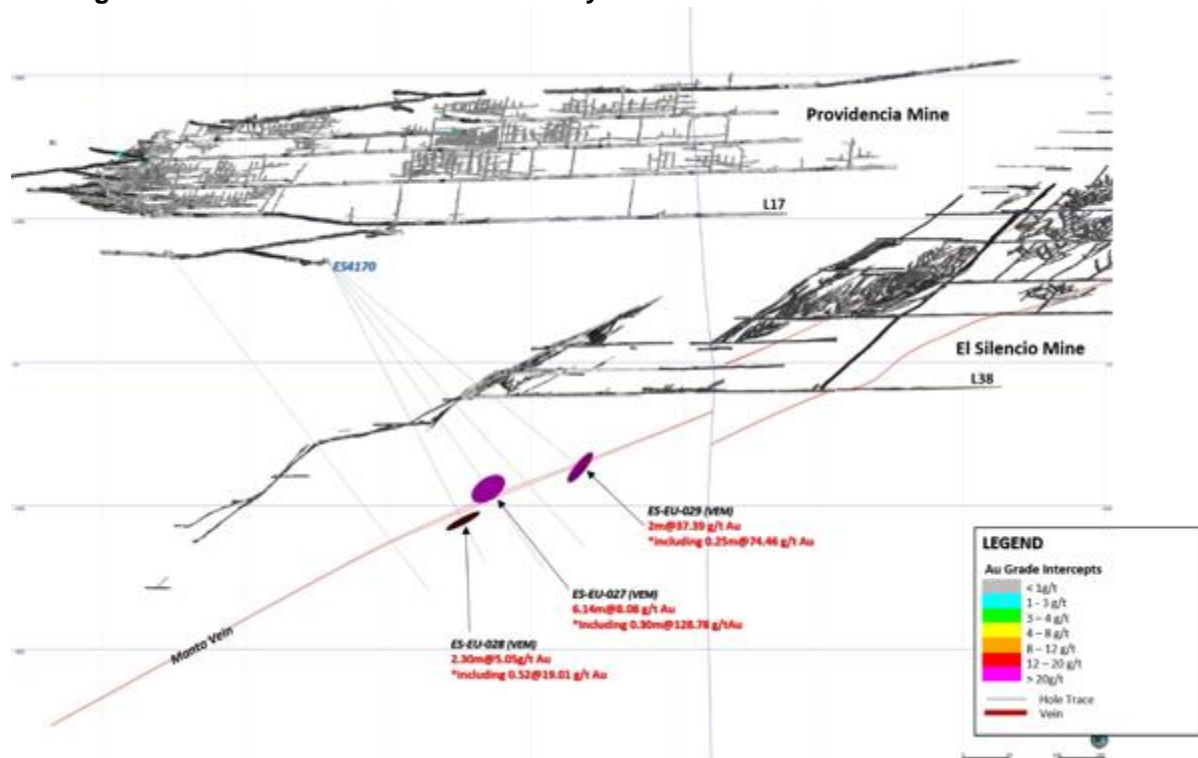 Providencia Mine
L17
ES4170
El Silencio Mine
L38
ES-EU-029 (VEM)
2m@37.39 g/t Au
*Including 0.25m@74.46 g/t Au
ES-EU-027 (VEM)
6.14m@8.08 g/t Au
*Including 0.30m@128.78 g/tAu
ES-EU-028 (VEM)
2.30m@5.05g/t Au
*Including 0.52@19.01 g/t Au
Manto Vein
LEGEND
Au Grade Intercepts
< 1g/t
1 - 3 g/t
3 – 4 g/t
4 – 8 g/t
8 – 12 g/t
12 – 20 g/t
> 20g/t
Hole Trace
Vein